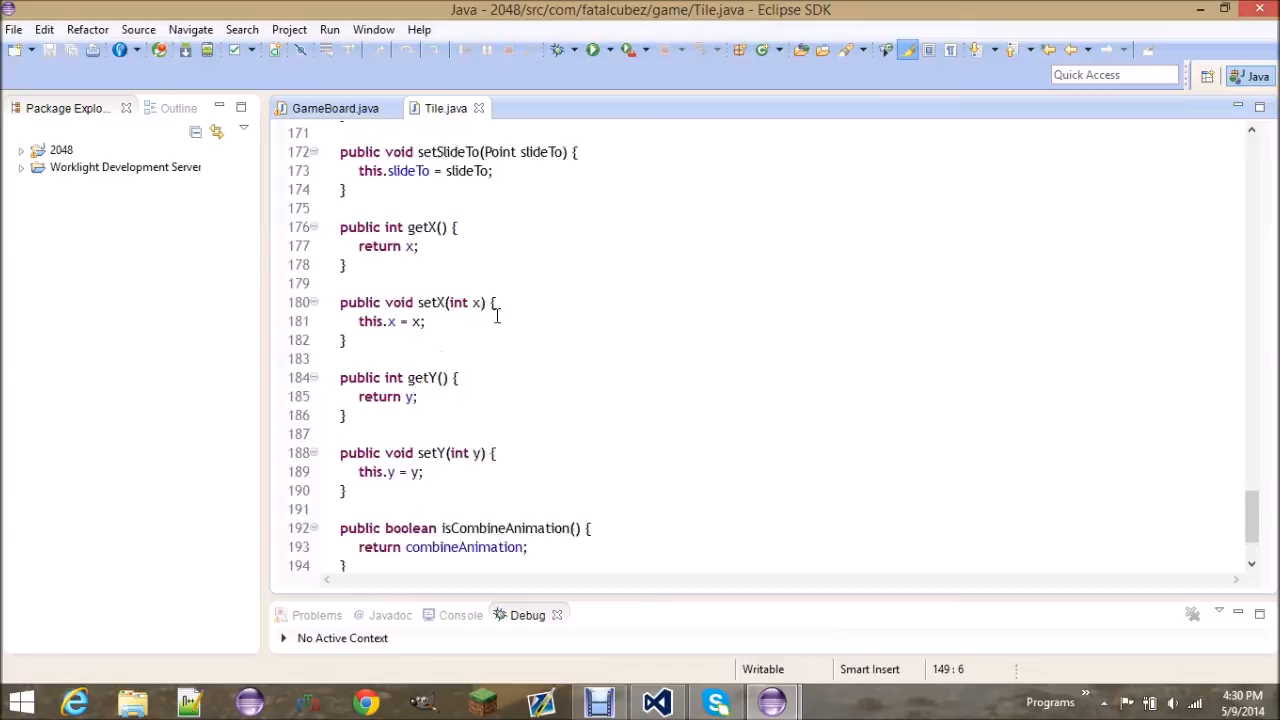 Java - 2048/src/com/fatalcubez/game/Tile.java - Eclipse SDK
File Edit Refactor Source Navigate Search Project Run Window Help
Quick Access
Java
Package Explo...
Outline
GameBoard.java
Tile.java
2048
Worklight Development Server
171
172 public void setSlideTo(Point slideTo) {
173 this.slideTo = slideTo;
174 }
175
176 public int getX() {
177 return x;
178 }
179
180 public void setX(int x) {
181 this.x = x;
182 }
183
184 public int getY() {
185 return y;
186 }
187
188 public void setY(int y) {
189 this.y = y;
190 }
191
192 public boolean isCombineAnimation() {
193 return combineAnimation;
194 }
Problems @ Javadoc Console Debug
No Active Context
Writable Smart Insert 149 : 6
Programs
4:30 PM
5/9/2014